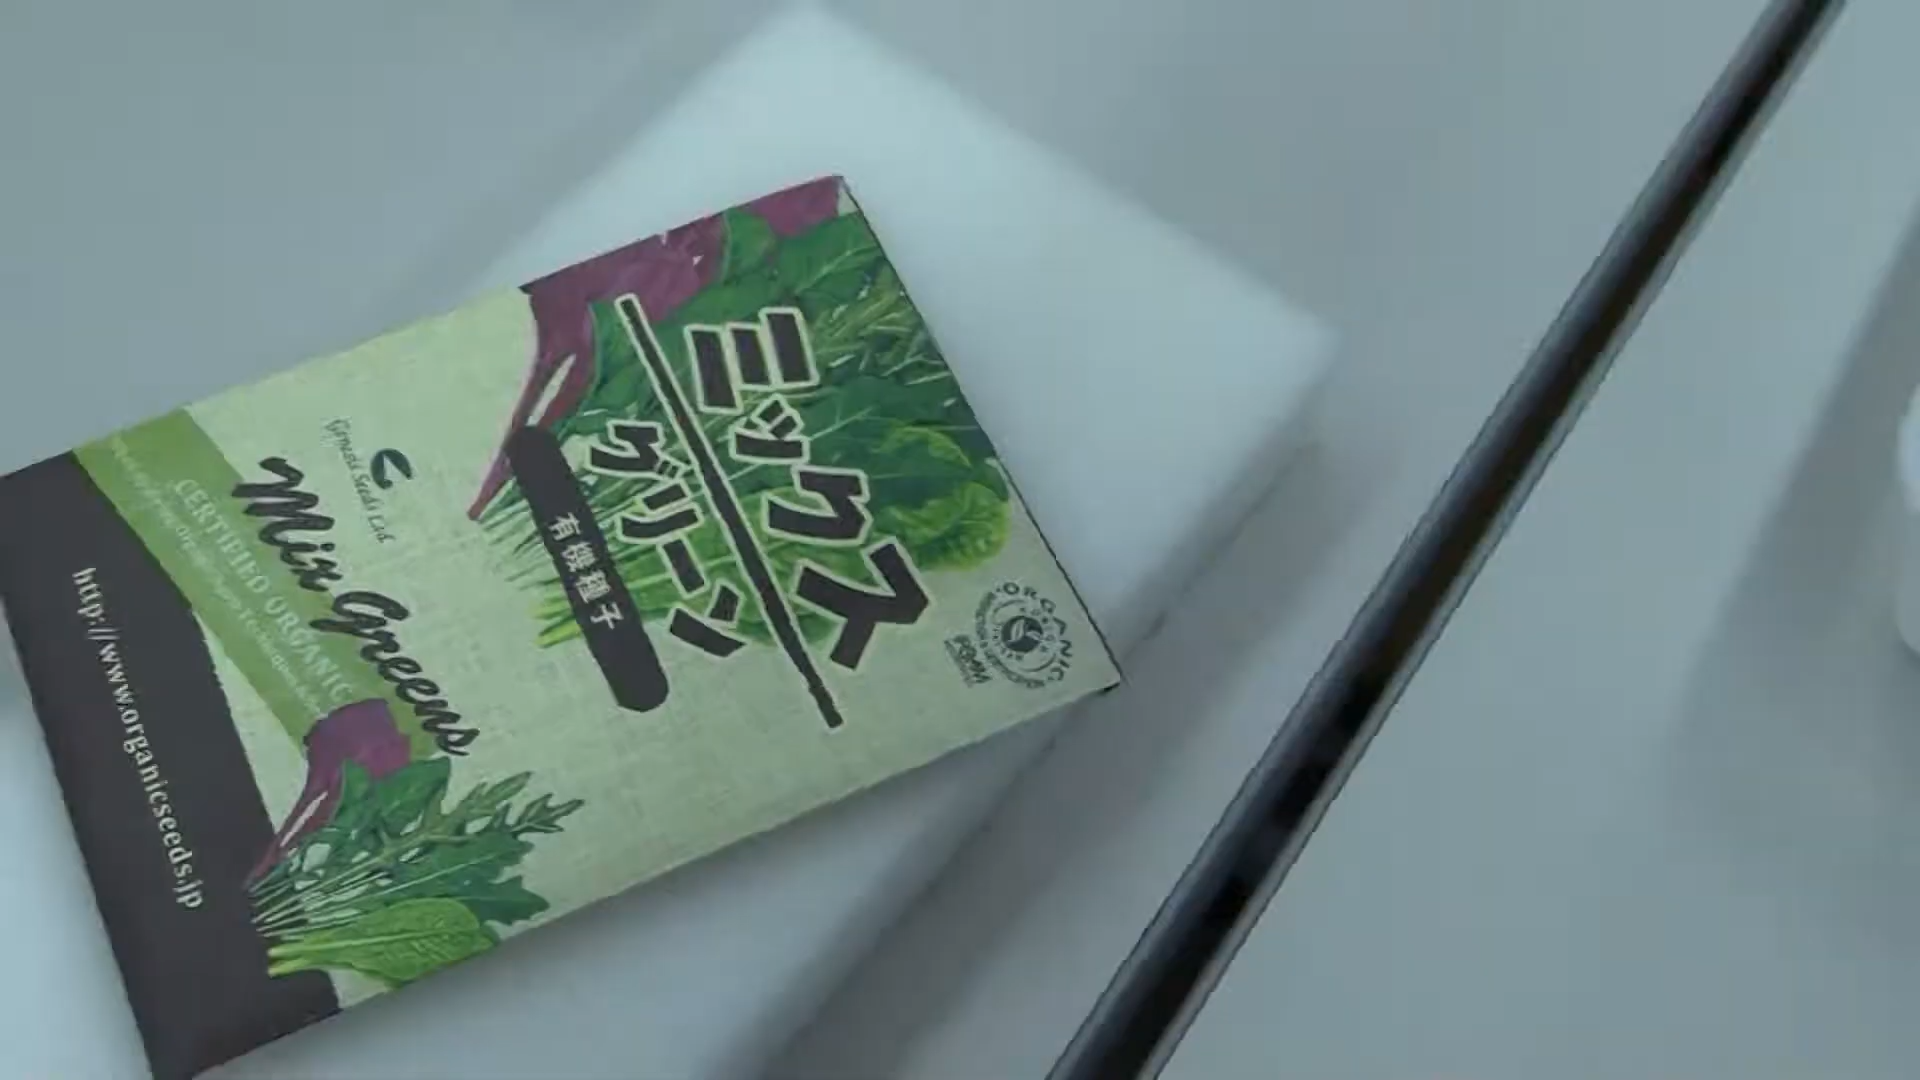 ミックス
グリーン
有機種子
ORGANIC
Genesis Seeds Ltd
Mix Greens
CERTIFIED ORGANIC
http://www.organicseeds.jp